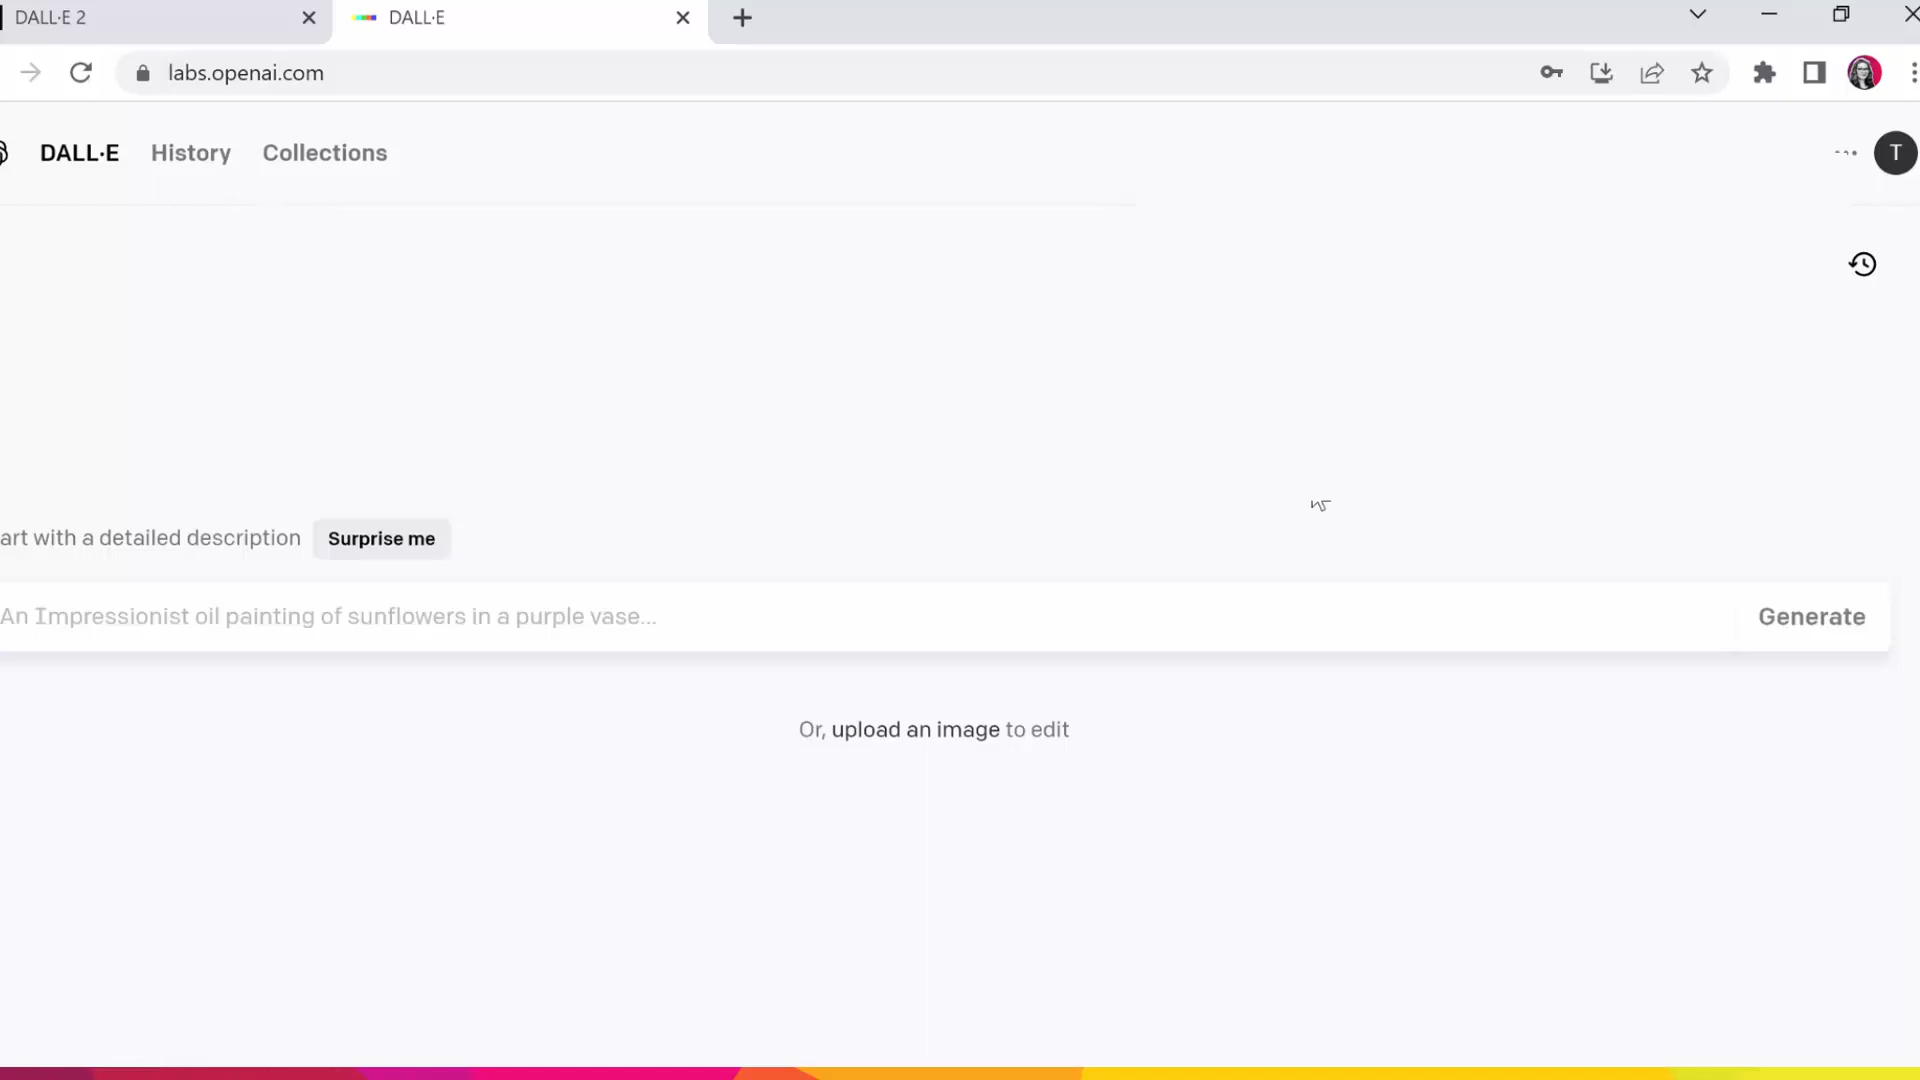 DALL·E 2
DALL·E
labs.openai.com
DALL·E History Collections
T
art with a detailed description Surprise me
An Impressionist oil painting of sunflowers in a purple vase...
Generate
Or, upload an image to edit